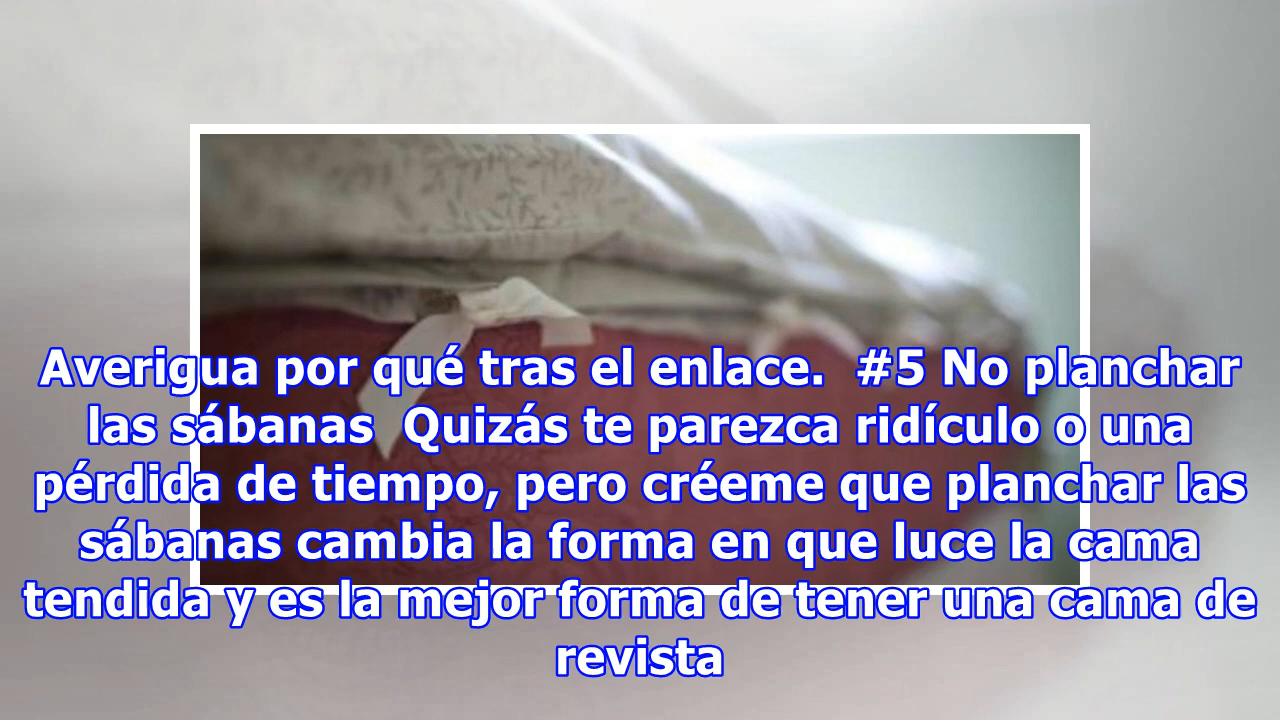 Averigua por qué tras el enlace.  #5 No planchar
las sábanas  Quizás te parezca ridículo o una
pérdida de tiempo, pero créeme que planchar las
sábanas cambia la forma en que luce la cama
tendida y es la mejor forma de tener una cama de
revista